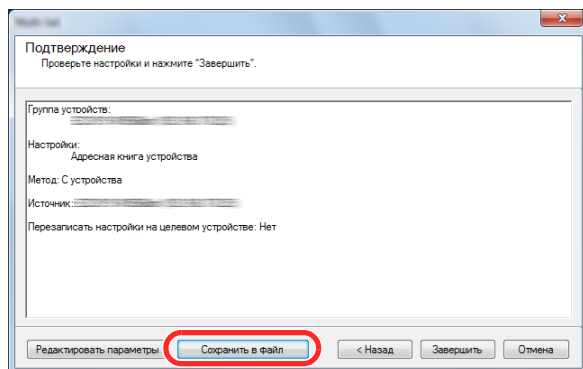 Подтверждение
Проверьте настройки и нажмите "Завершить".
Группа устройств:
Настройки:
Адресная книга устройства
Метод: С устройства
Источник:
Перезаписать настройки на целевом устройстве: Нет
Редактировать параметры Сохранить в файл < Назад Завершить Отмена